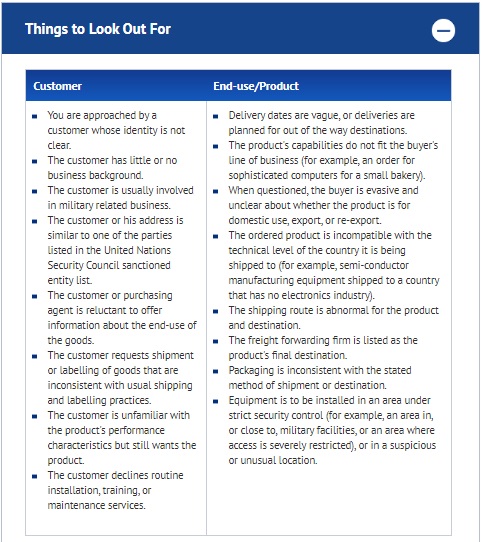 Things to Look Out For
Customer
You are approached by a
customer whose identity is not
clear.
The customer has little or no
business background.
The customer is usually involved
in military related business.
The customer or his address is
similar to one of the parties
listed in the United Nations
Security Council sanctioned
entity list.
The customer or purchasing
agent is reluctant to offer
information about the end-use of
the goods.
The customer requests shipment
or labelling of goods that are
inconsistent with usual shipping
and labelling practices.
The customer is unfamiliar with
the product's performance
characteristics but still wants the
product.
The customer declines routine
installation, training, or
maintenance services.
End-use/Product
Delivery dates are vague, or deliveries are
planned for out of the way destinations.
The product's capabilities do not fit the buyer's
line of business (for example, an order for
sophisticated computers for a small bakery).
When questioned, the buyer is evasive and
unclear about whether the product is for
domestic use, export, or re-export.
The ordered product is incompatible with the
technical level of the country it is being
shipped to (for example, semi-conductor
manufacturing equipment shipped to a country
that has no electronics industry).
The shipping route is abnormal for the product
and destination.
The freight forwarding firm is listed as the
product's final destination.
Packaging is inconsistent with the stated
method of shipment or destination.
Equipment is to be installed in an area under
strict security control (for example, an area in,
or close to, military facilities, or an area where
access is severely restricted), or in a suspicious
or unusual location.